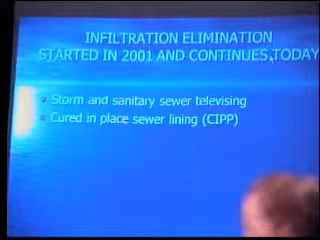 INFILTRATION ELIMINATION
STARTED IN 2001 AND CONTINUES TODAY
Storm and sanitary sewer televising
Cured in place sewer lining (CIPP)